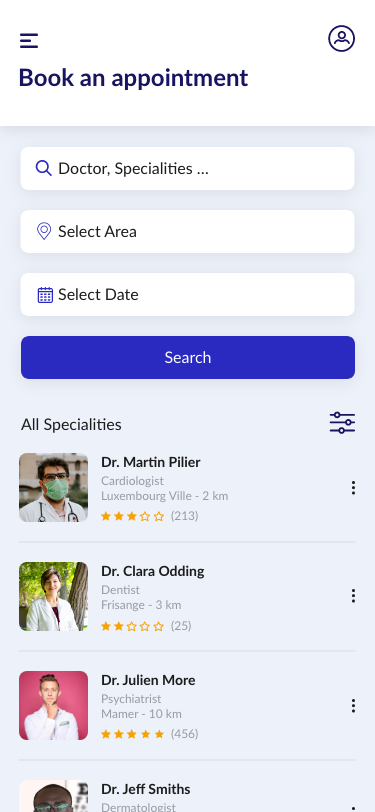 Book an appointment
Doctor, Specialities ...
Select Area
Select Date
Search
All Specialities
Dr. Martin Pilier
Cardiologist
Luxembourg Ville - 2 km
(213)
Dr. Clara Odding
Dentist
Frisange - 3 km
(25)
Dr. Julien More
Psychiatrist
Mamer - 10 km
(456)
Dr. Jeff Smiths
Dermatologist